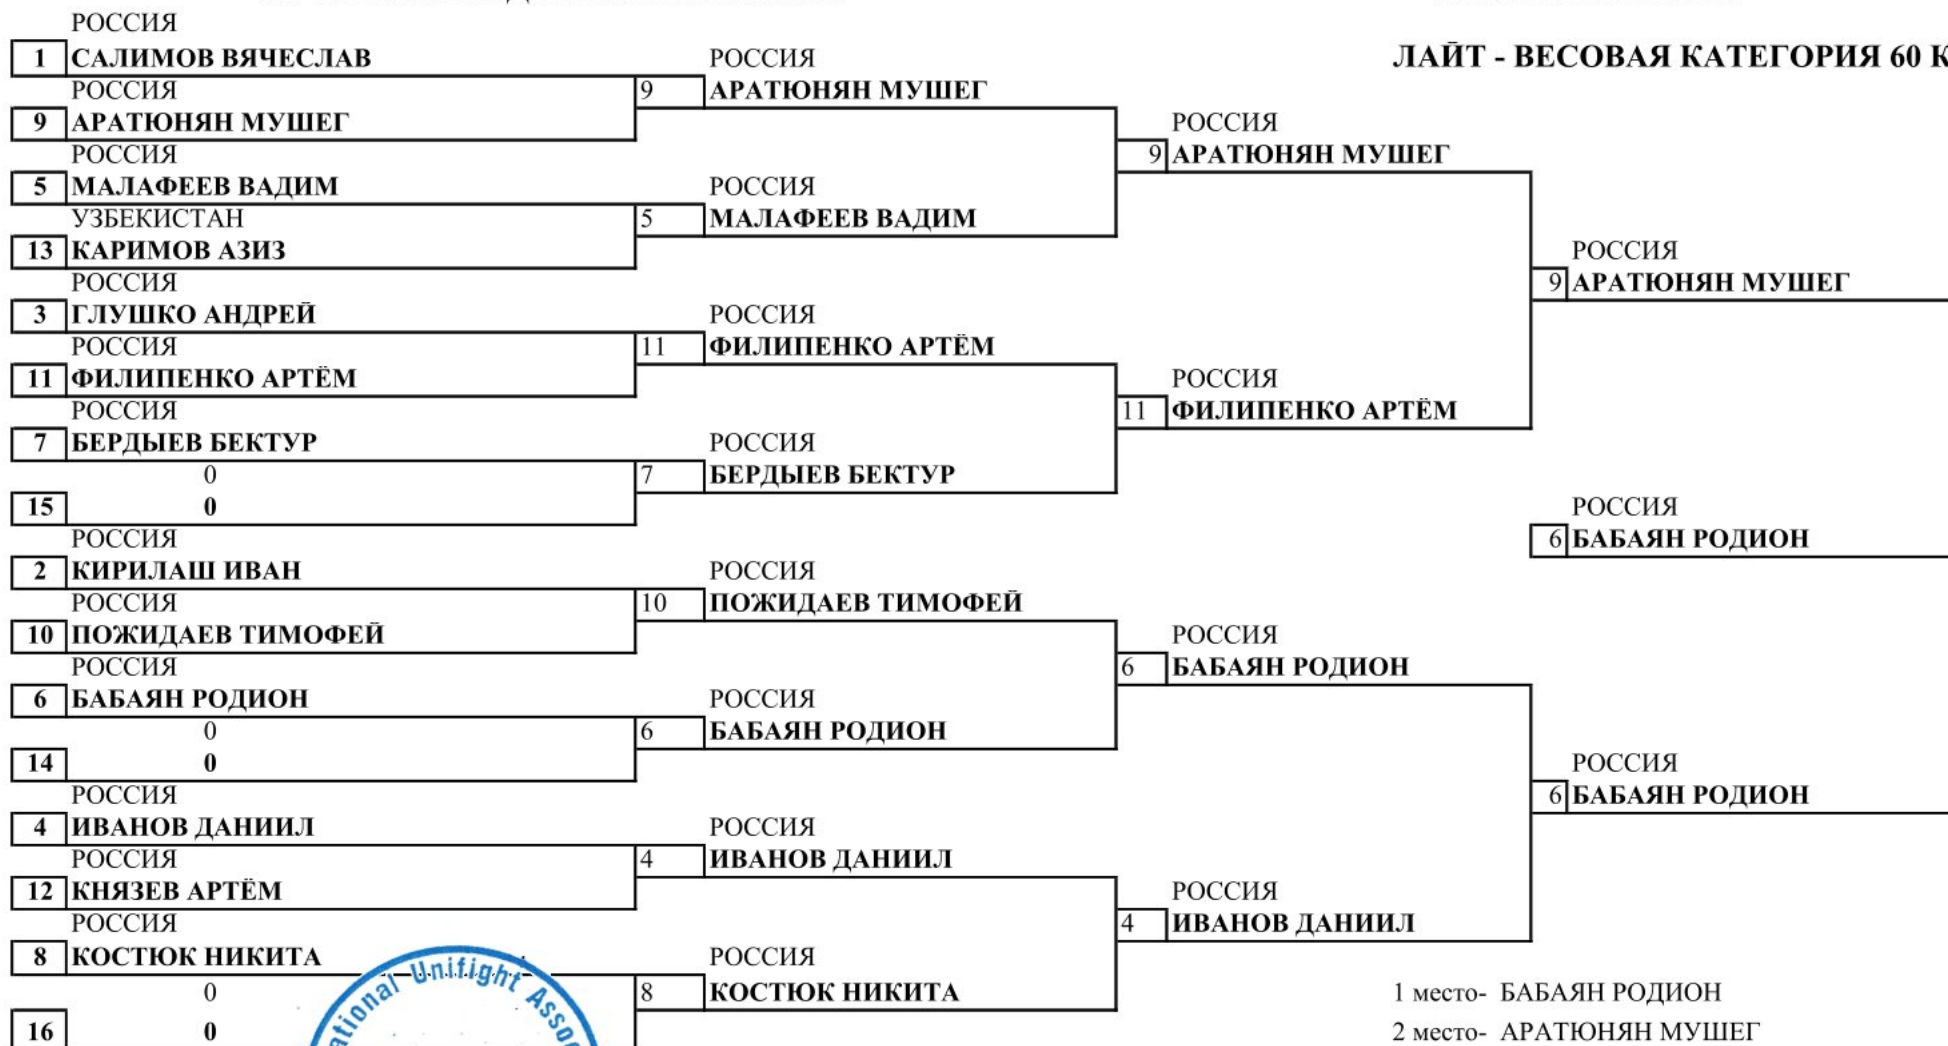 РОССИЯ
1 САЛИМОВ ВЯЧЕСЛАВ
РОССИЯ
9 АРАТЮНЯН МУШЕГ
РОССИЯ
5 МАЛАФЕЕВ ВАДИМ
УЗБЕКИСТАН
13 КАРИМОВ АЗИЗ
РОССИЯ
3 ГЛУШКО АНДРЕЙ
РОССИЯ
11 ФИЛИПЕНКО АРТЁМ
РОССИЯ
7 БЕРДЫЕВ БЕКТУР
0
15 0
РОССИЯ
2 КИРИЛАШ ИВАН
РОССИЯ
10 ПОЖИДАЕВ ТИМОФЕЙ
РОССИЯ
6 БАБАЯН РОДИОН
0
14 0
РОССИЯ
4 ИВАНОВ ДАНИИЛ
РОССИЯ
12 КНЯЗЕВ АРТЁМ
РОССИЯ
8 КОСТЮК НИКИТА
0
16 0
Unifight
РОССИЯ
9 АРАТЮНЯН МУШЕГ
РОССИЯ
5 МАЛАФЕЕВ ВАДИМ
РОССИЯ
11 ФИЛИПЕНКО АРТЁМ
РОССИЯ
7 БЕРДЫЕВ БЕКТУР
РОССИЯ
10 ПОЖИДАЕВ ТИМОФЕЙ
РОССИЯ
6 БАБАЯН РОДИОН
РОССИЯ
4 ИВАНОВ ДАНИИЛ
РОССИЯ
8 КОСТЮК НИКИТА
РОССИЯ
9 АРАТЮНЯН МУШЕГ
РОССИЯ
11 ФИЛИПЕНКО АРТЁМ
РОССИЯ
6 БАБАЯН РОДИОН
РОССИЯ
4 ИВАНОВ ДАНИИЛ
ЛАЙТ - ВЕСОВАЯ КАТЕГОРИЯ 60 К
РОССИЯ
9 АРАТЮНЯН МУШЕГ
РОССИЯ
6 БАБАЯН РОДИОН
РОССИЯ
6 БАБАЯН РОДИОН
1 место- БАБАЯН РОДИОН
2 место- АРАТЮНЯН МУШЕГ